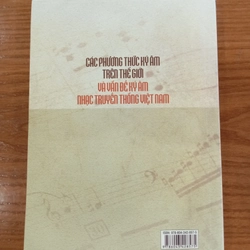 CÁC PHƯƠNG THỨC KÝ ÂM
TRÊN THẾ GIỚI
VÀ VẤN ĐỀ KÝ ÂM
NHẠC TRUYỀN THỐNG VIỆT NAM